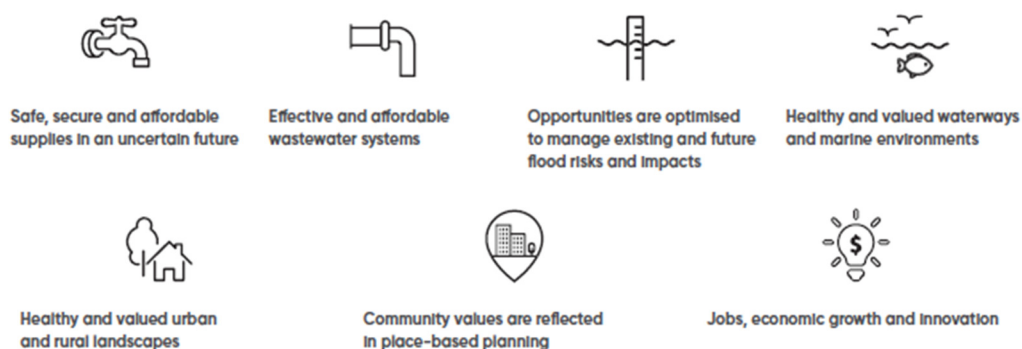 Safe, secure and affordable
supplies in an uncertain future
Effective and affordable
wastewater systems
Opportunities are optimised
to manage existing and future
flood risks and impacts
Healthy and valued waterways
and marine environments
$
Healthy and valued urban
and rural landscapes
Community values are reflected
in place-based planning
Jobs, economic growth and innovation